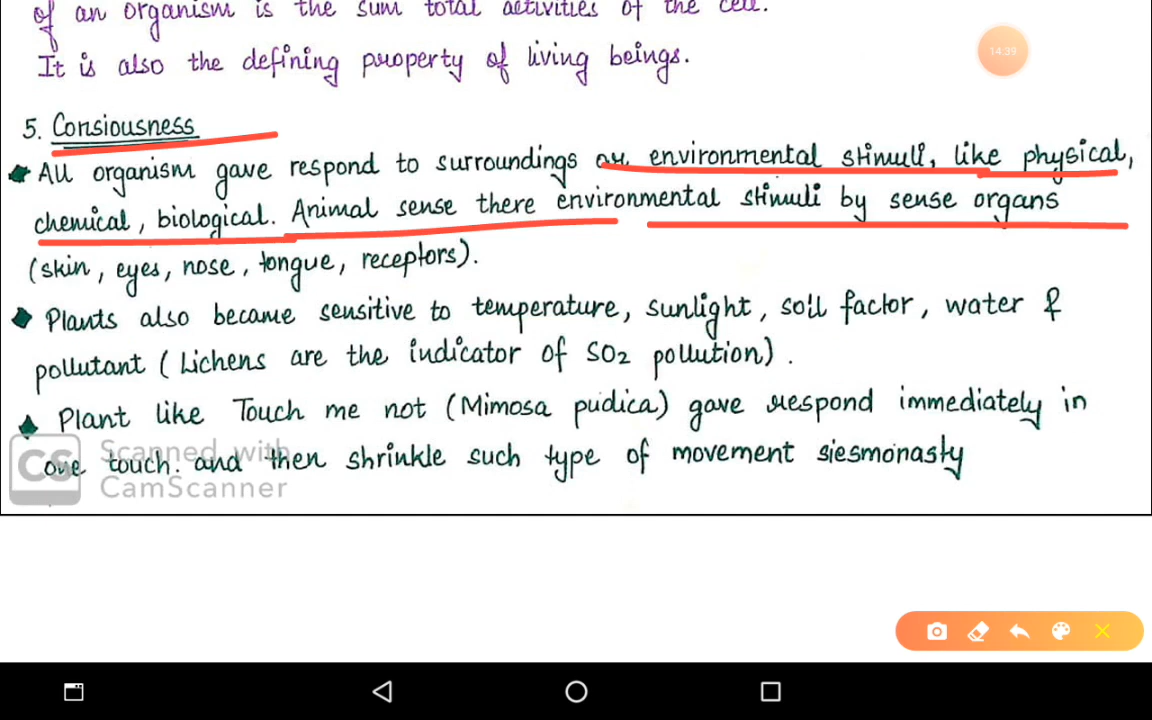 of an organism is the sum total activities of the cell.
It is also the defining property of living beings.
14:39
5. Consiousness
All organism gave respond to surroundings or environmental stimuli, like physical,
chemical, biological. Animal sense there environmental stimuli by sense organs
(skin, eyes, nose, tongue, receptors).
Plants also became sensitive to temperature, sunlight, soil factor, water &
pollutant (Lichens are the indicator of SO2 pollution).
Plant like Touch me not (Mimosa pudica) gave respond immediately in
one touch. and then shrinkle such type of movement siesmonasty
CS Scanned with
CamScanner